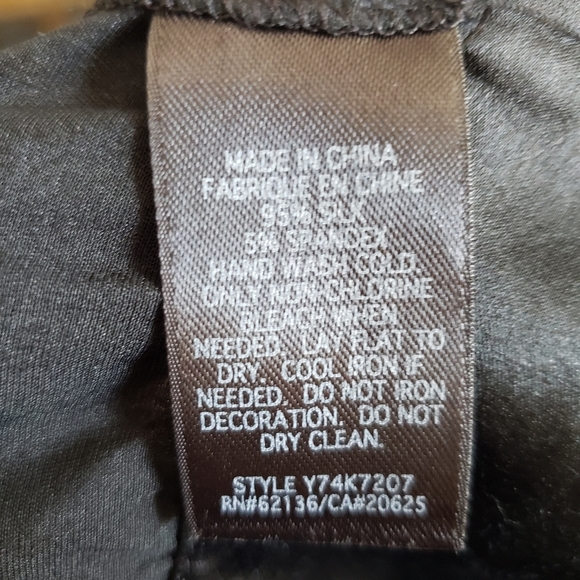 MADE IN CHINA
FABRIQUE EN CHINE
95% SILK
5% SPANDEX
HAND WASH COLD.
ONLY NON-CHLORINE
BLEACH WHEN
NEEDED. LAY FLAT TO
DRY. COOL IRON IF
NEEDED. DO NOT IRON
DECORATION. DO NOT
DRY CLEAN.
STYLE Y74K7207
RN#62136/CA#20625